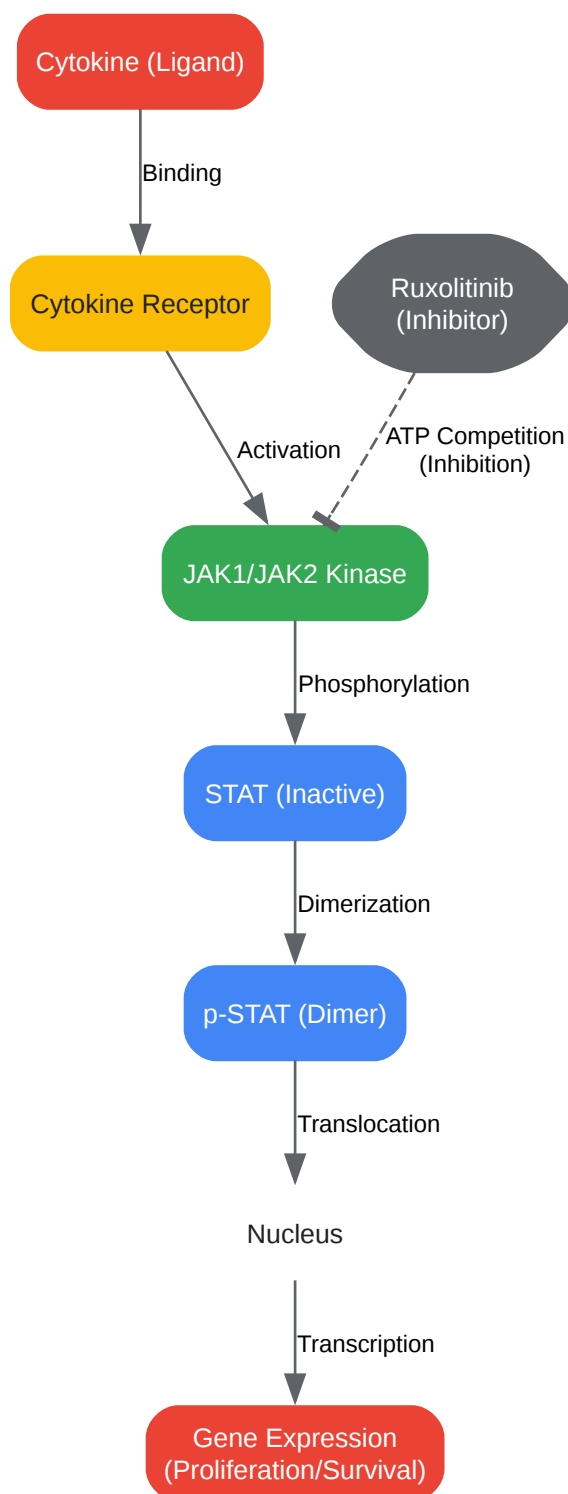 Cytokine (Ligand)
Binding
Cytokine Receptor
Ruxolitinib
(Inhibitor)
Activation
ATP Competition
(Inhibition)
JAK1/JAK2 Kinase
Phosphorylation
STAT (Inactive)
Dimerization
p-STAT (Dimer)
Translocation
Nucleus
Transcription
Gene Expression
(Proliferation/Survival)